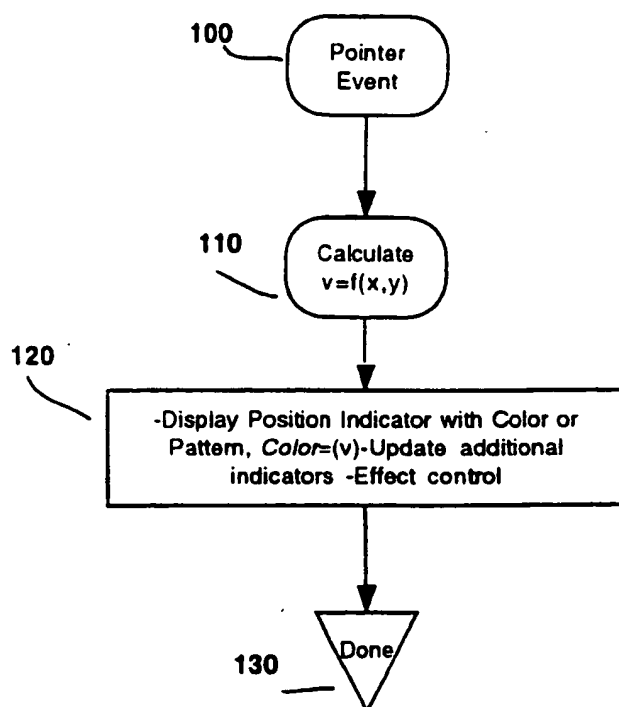 100
Pointer
Event
110
Calculate
v=f(x,y)
120
-Display Position Indicator with Color or
Pattern, Color=(v)-Update additional
indicators -Effect control
Done
130